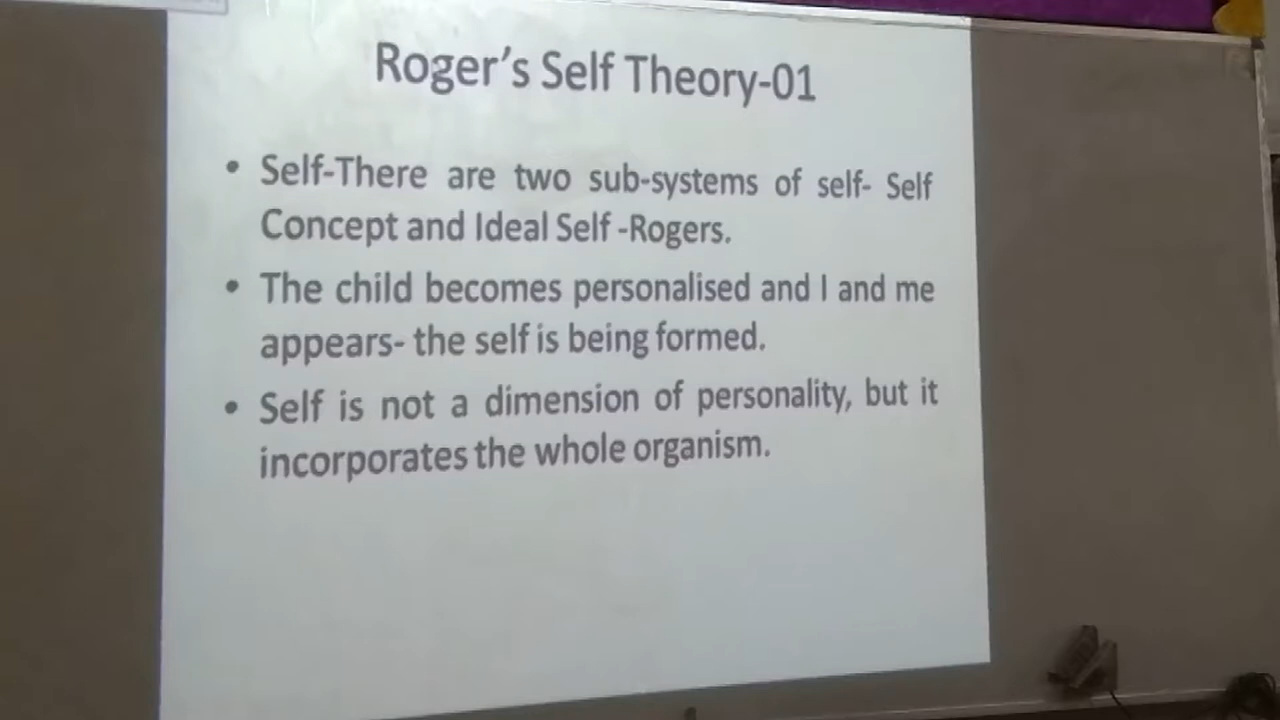 Roger's Self Theory-01
• Self-There are two sub-systems of self- Self
Concept and Ideal Self -Rogers.
• The child becomes personalised and I and me
appears- the self is being formed.
• Self is not a dimension of personality, but it
incorporates the whole organism.